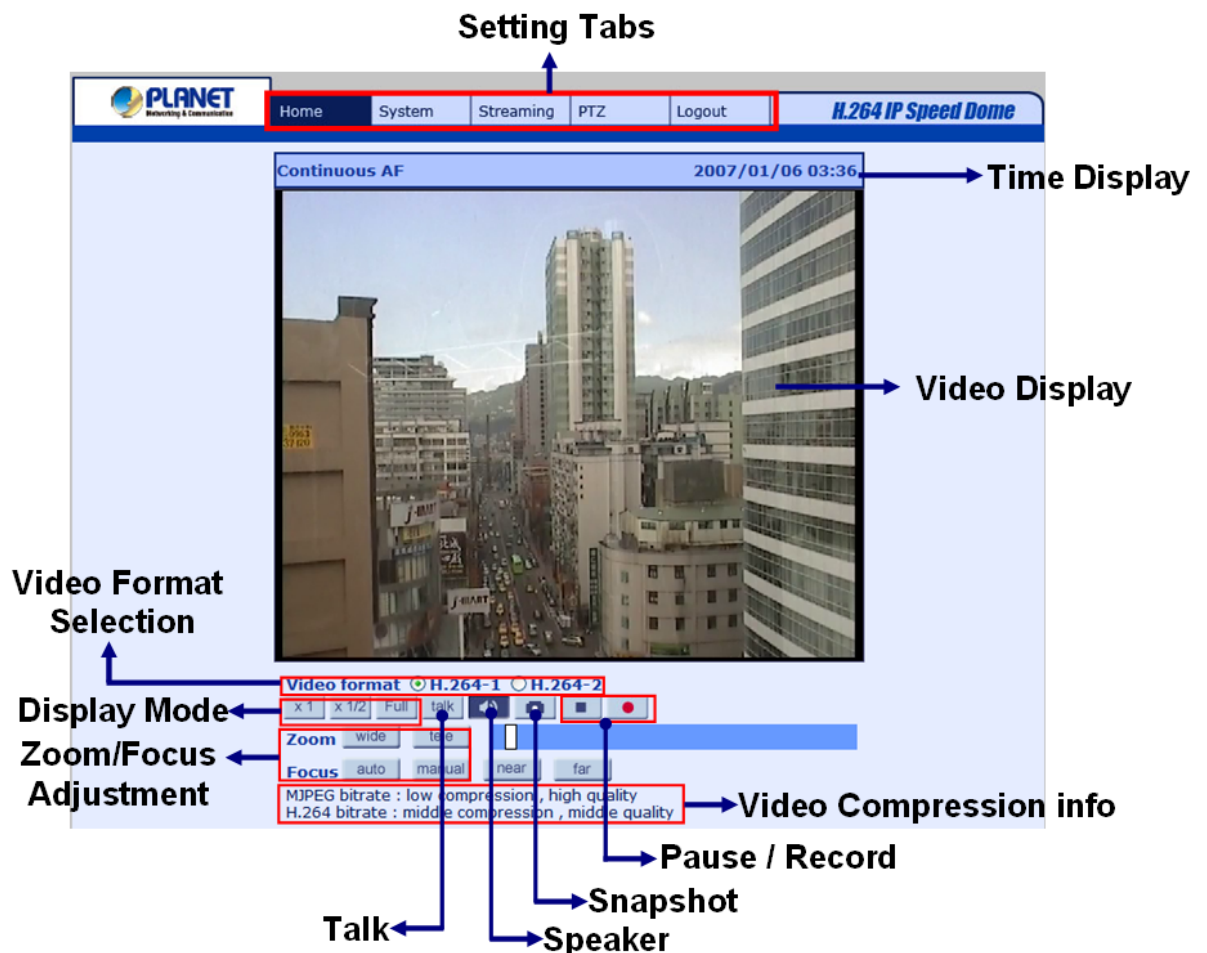 Setting Tabs
PLANET
Networking & Communication
Home System Streaming PTZ Logout
H.264 IP Speed Dome
Continuous AF 2007/01/06 03:36
Time Display
Video Display
J-MART
J-MART
Video Format
Selection
Video format H.264-1 H.264-2
x 1 x 1/2 Full talk
Display Mode
Zoom wide tele
Zoom/Focus
Adjustment
Focus auto manual near far
MJPEG bitrate : low compression , high quality
H.264 bitrate : middle compression , middle quality
Video Compression info
Pause / Record
Snapshot
Talk
Speaker